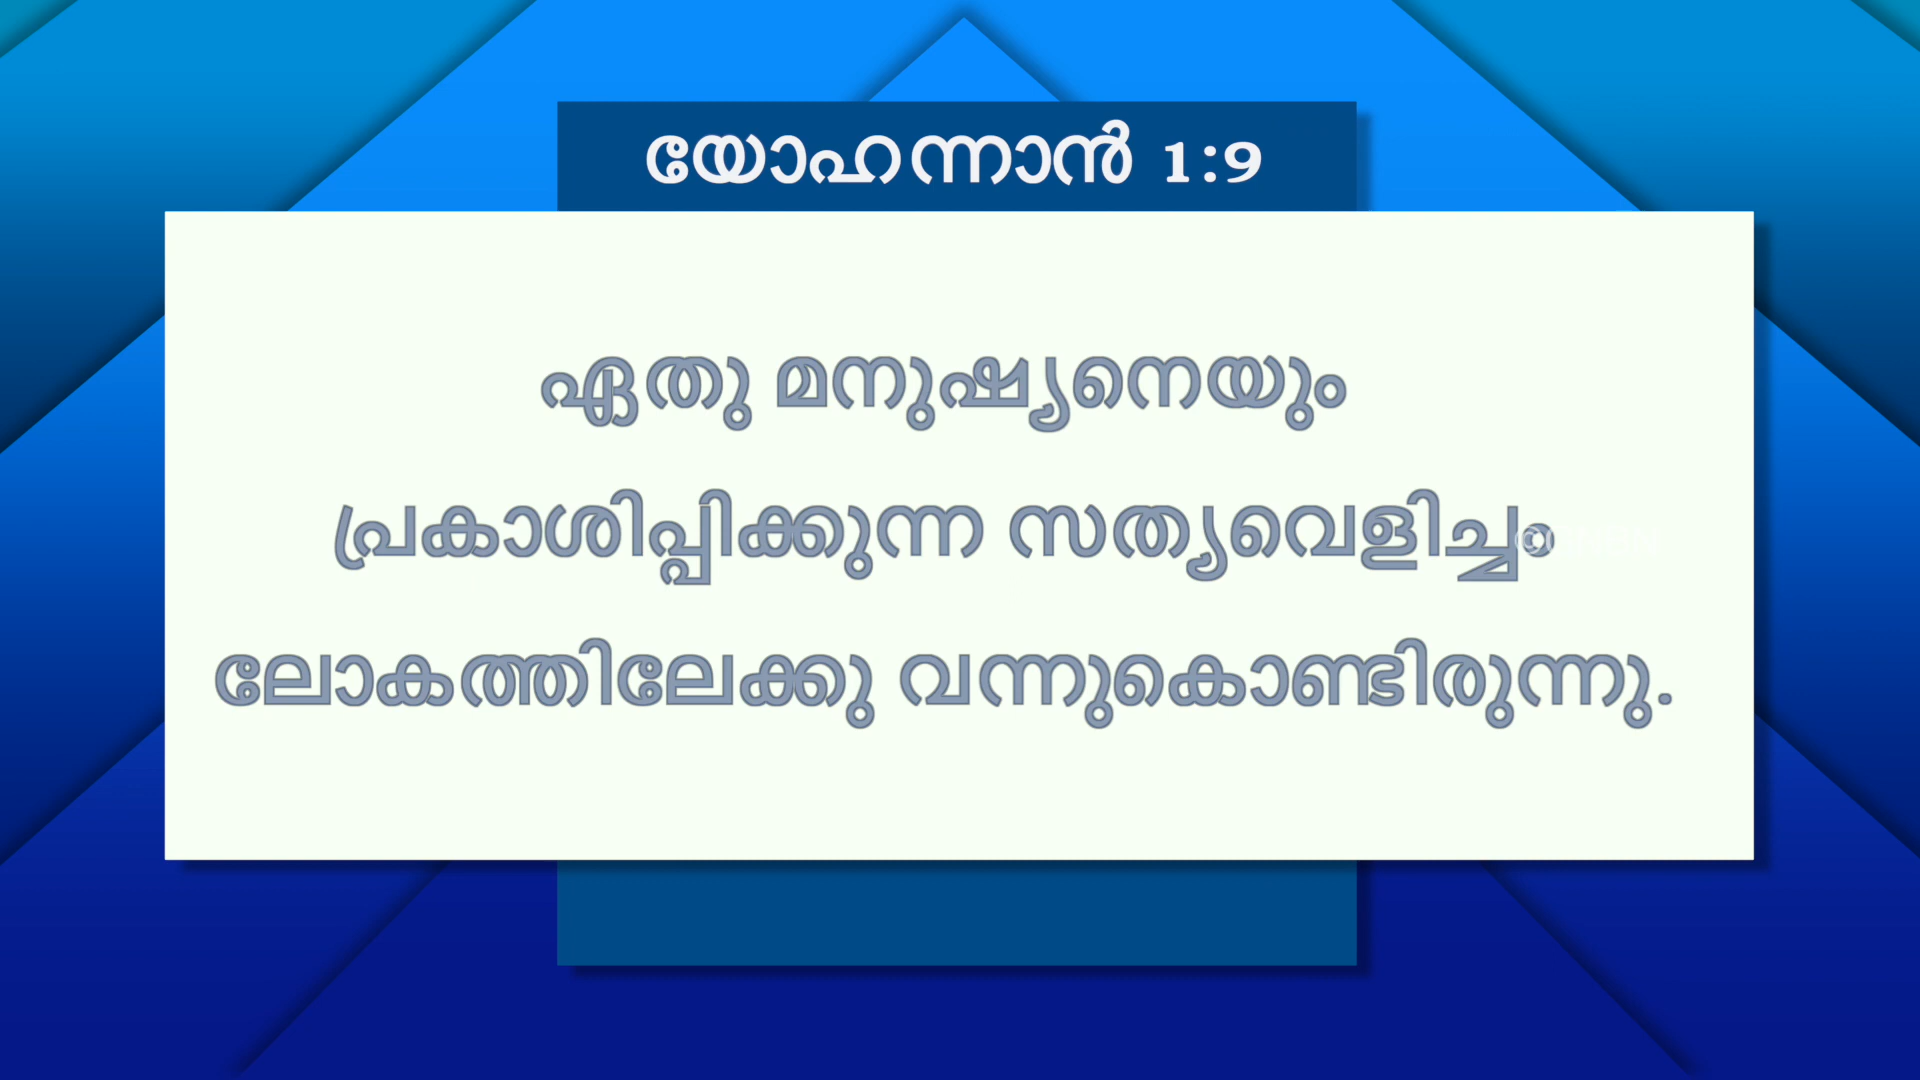 യോഹന്നാൻ 1:9
ഏതു മനുഷ്യനെയും
പ്രകാശിപ്പിക്കുന്ന സത്യവെളിച്ചം
ലോകത്തിലേക്കു വന്നുകൊണ്ടിരുന്നു.